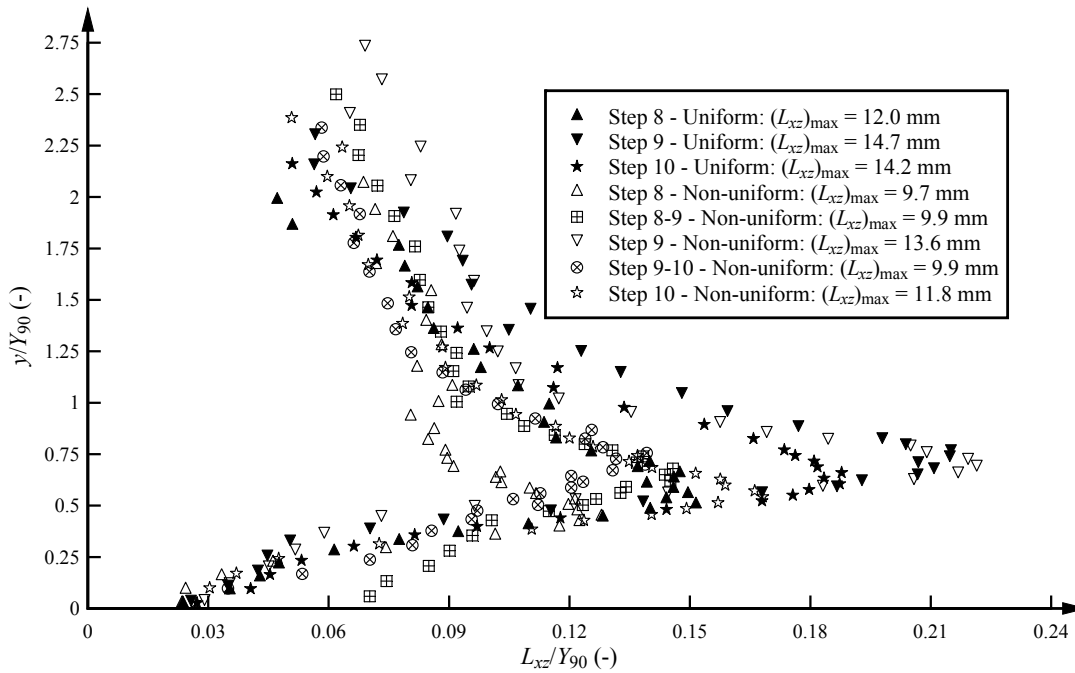 2.75
2.5
2.25
2
1.75
1.5
1.25
1
0.75
0.5
0.25
0
y/Y90 (-)
Step 8 - Uniform: (Lxz)max = 12.0 mm
Step 9 - Uniform: (Lxz)max = 14.7 mm
Step 10 - Uniform: (Lxz)max = 14.2 mm
Step 8 - Non-uniform: (Lxz)max = 9.7 mm
Step 8-9 - Non-uniform: (Lxz)max = 9.9 mm
Step 9 - Non-uniform: (Lxz)max = 13.6 mm
Step 9-10 - Non-uniform: (Lxz)max = 9.9 mm
Step 10 - Non-uniform: (Lxz)max = 11.8 mm
0 0.03 0.06 0.09 0.12 0.15 0.18 0.21 0.24
Lxz/Y90 (-)